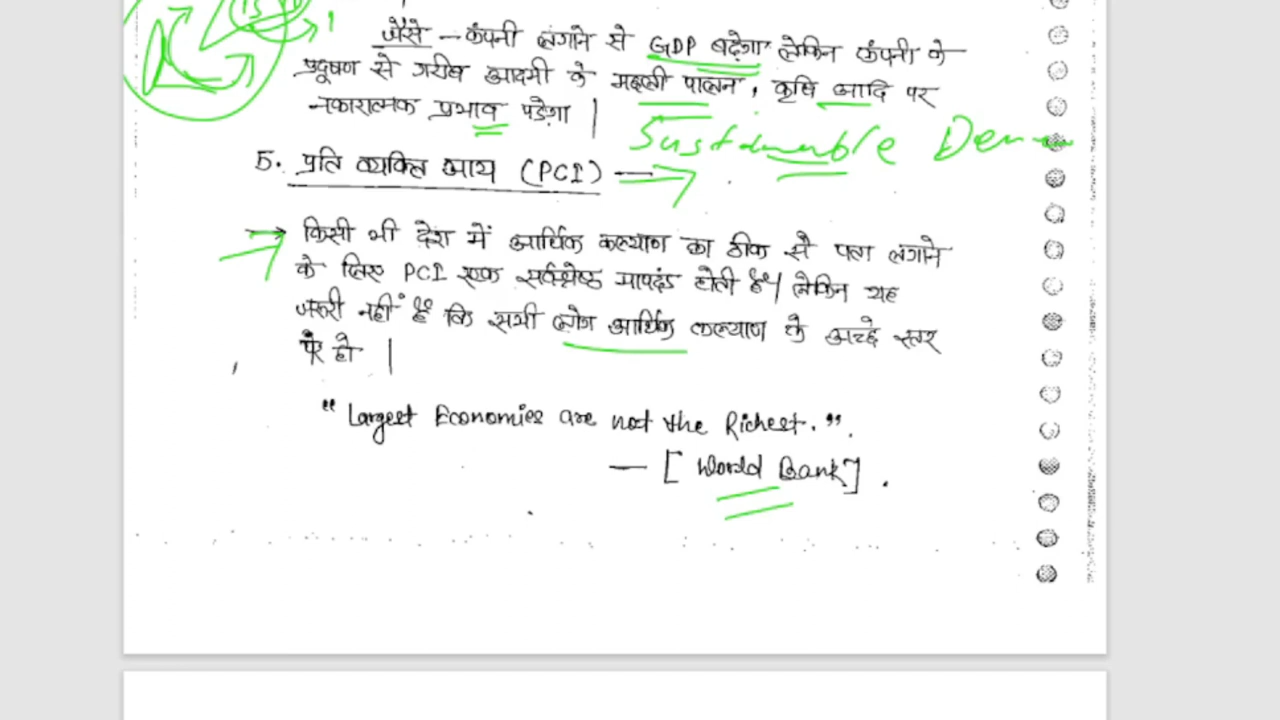 जैसे – कंपनी लगाने से GDP बढ़ेगा लेकिन कंपनी के
प्रदूषण से गरीब आदमी के मछली पालन, कृषि आदि पर
नकारात्मक प्रभाव पड़ेगा |
Sustainable
5. प्रति व्यक्ति आय (PCI) —
→ किसी भी देश में आर्थिक कल्याण का ठीक से पता लगाने
के लिए PCI एक सर्वश्रेष्ठ मापदंड होती है| लेकिन यह
जरूरी नहीं है कि सभी लोग आर्थिक कल्याण के अच्छे स्तर
पर हो |
"Largest Economies are not the Richest.".
— [World Bank].